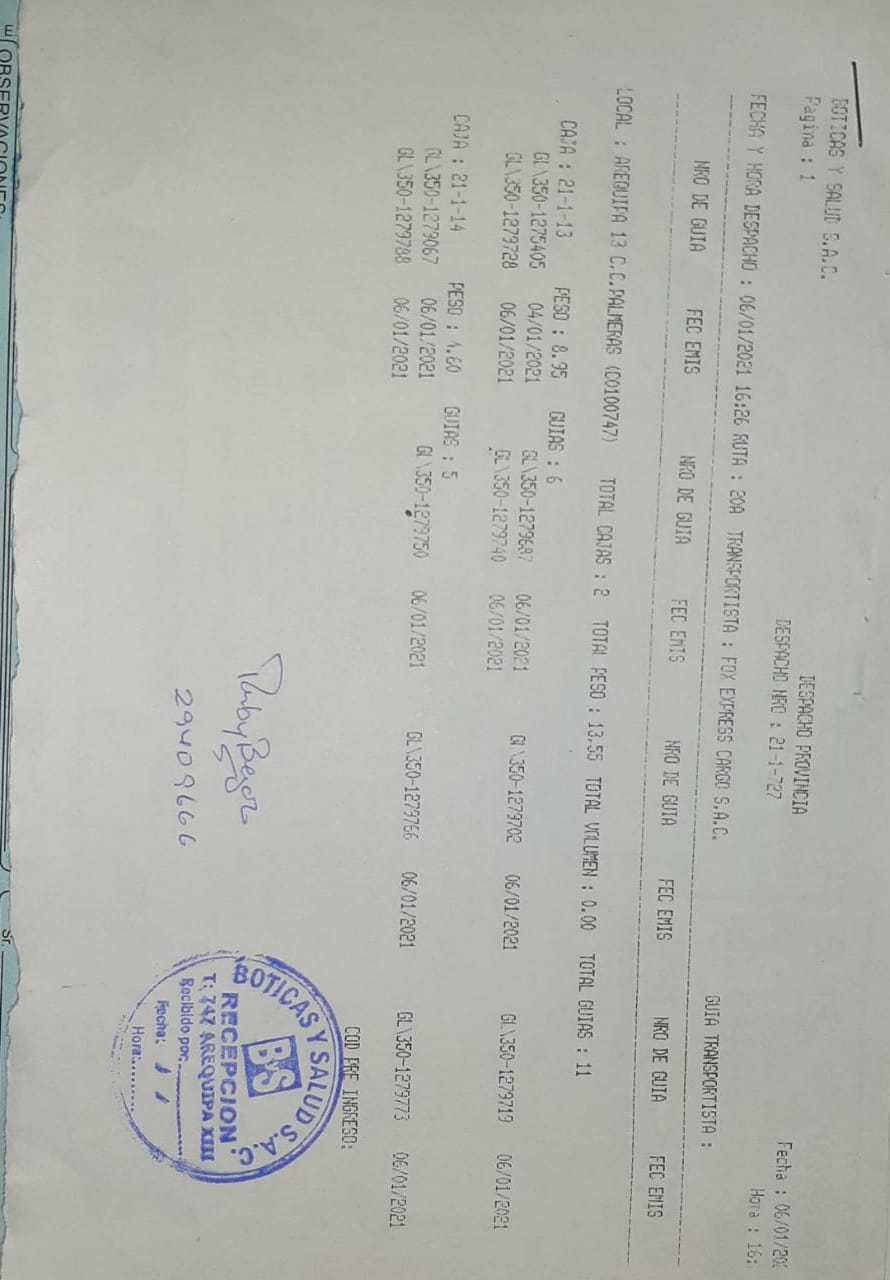 BOTICAS Y SALUD S.A.C.
DESPACHO PROVINCIA
Fecha : 06/01/202
Pagina : 1
DESPACHO NRO : 21-1-727
Hora : 16:
FECHA Y HORA DESPACHO : 06/01/2021 16:26 RUTA : 20A TRANSPORTISTA : FOX EXPRESS CARGO S.A.C. GUIA TRANSPORTISTA :
NRO DE GUIA FEC EMIS NRO DE GUIA FEC EMIS NRO DE GUIA FEC EMIS NRO DE GUIA FEC EMIS
LOCAL : AREQUIPA 13 C.C.PALMERAS (C0100747) TOTAL CAJAS : 2 TOTAL PESO : 13.55 TOTAL VOLUMEN : 0.00 TOTAL GUIAS : 11
CAJA : 21-1-13 PESO : 8.95 GUIAS : 6
GL\350-1275405 04/01/2021 GL\350-1279687 06/01/2021 GL\350-1279702 06/01/2021 GL\350-1279719 06/01/2021
GL\350-1279728 06/01/2021 GL\350-1279740 06/01/2021
CAJA : 21-1-14 PESO : 4.60 GUIAS : 5
GL\350-1279067 06/01/2021 GL\350-1279750 06/01/2021 GL\350-1279766 06/01/2021 GL\350-1279773 06/01/2021
GL\350-1279788 06/01/2021
COD PRE INGRESO:
29409666
BOTICAS Y SALUD S.A.C.
BS
RECEPCION
T: 747 AREQUIPA XIII
Recibido por:
Fecha: / /
Hora:
E
OBSERVACIONES:
Sr.